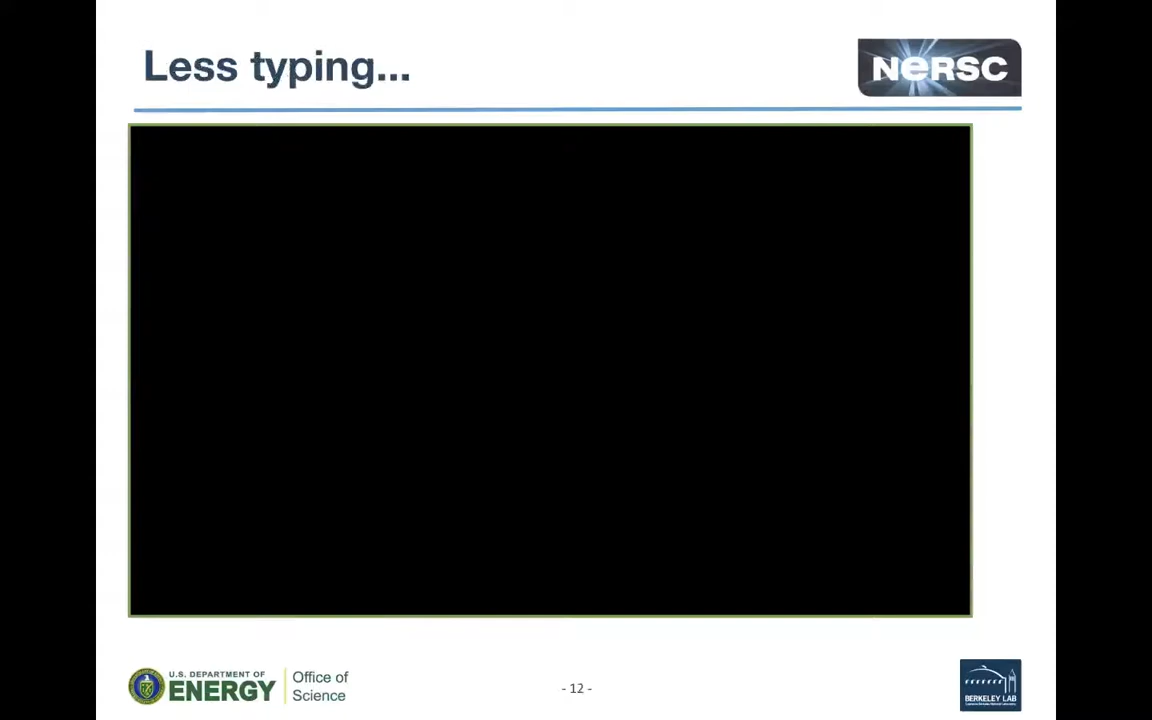 Less typing...
NERSC
U.S. DEPARTMENT OF
ENERGY
Office of
Science
- 12 -
BERKELEY LAB